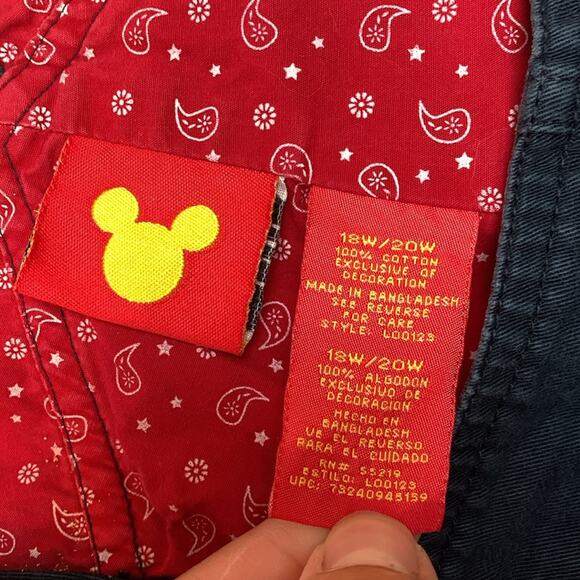 18W/20W
100% COTTON
EXCLUSIVE OF
DECORATION
MADE IN BANGLADESH
SEE REVERSE
FOR CARE
STYLE: L00123
18W/20W
100% ALGODON
EXCLUSIVO DE
DECORACION
HECHO EN
BANGLADESH
VE EL REVERSO
PARA EL CUIDADO
RN# 55219
ESTILO: L00123
UPC: 73240945159